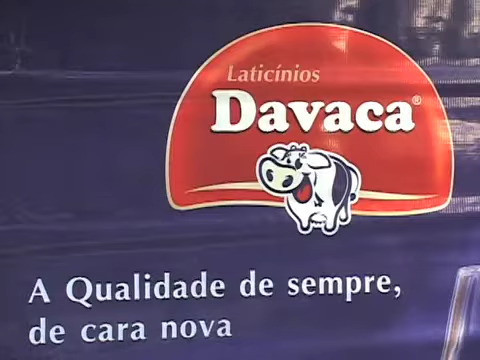 Laticínios
Davaca®
A Qualidade de sempre,
de cara nova